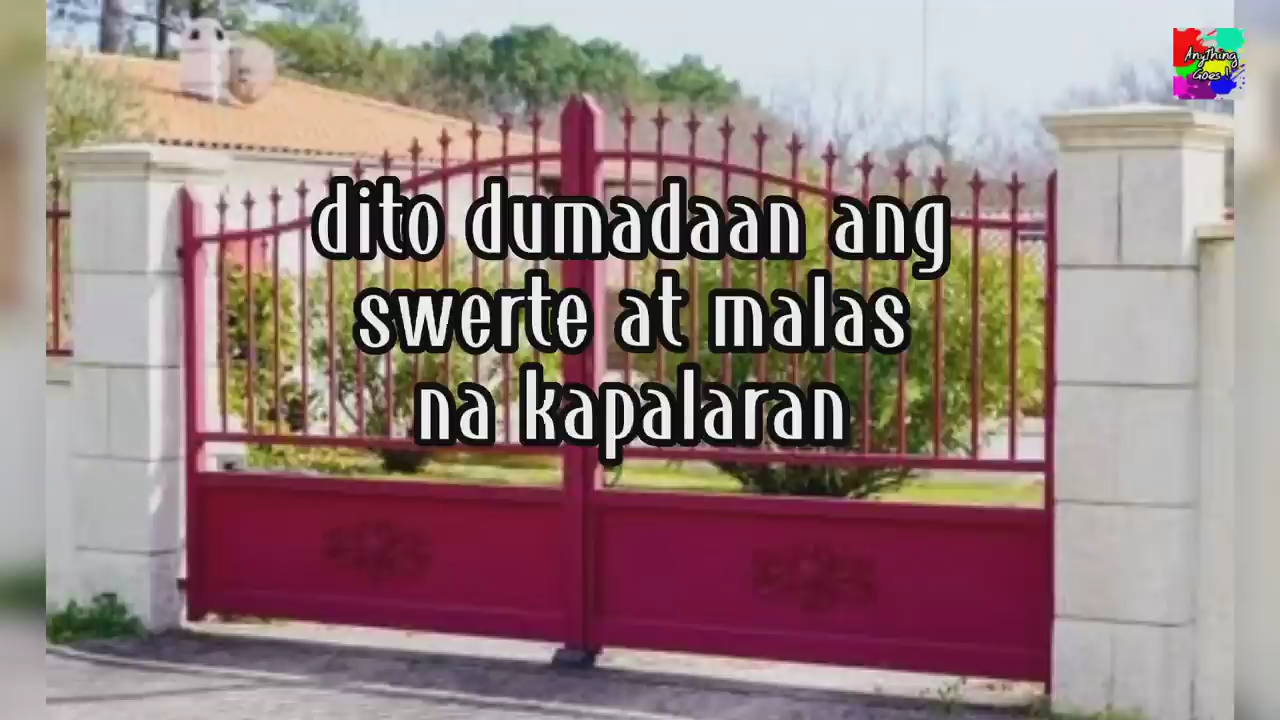 AnyThing
Goes !
dito dumadaan ang
swerte at malas
na kapalaran